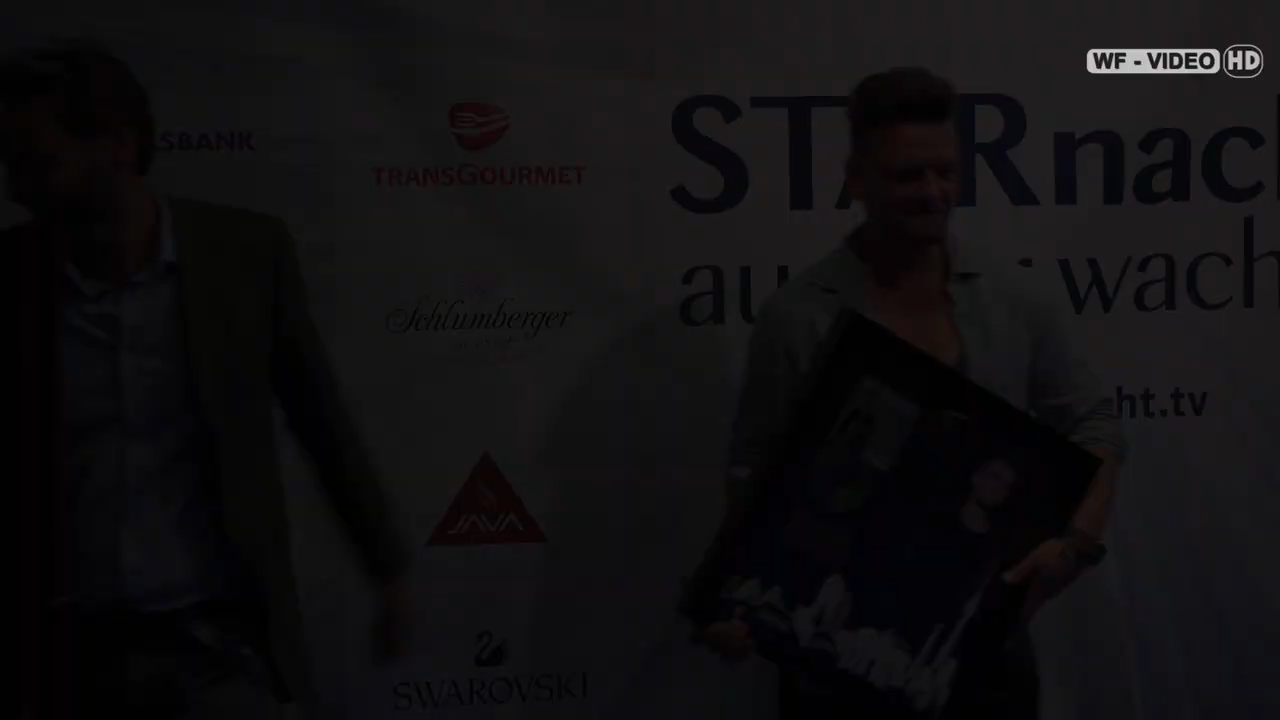 WF - VIDEO HD
SBANK
TRANSGOURMET
STARnac
au wach
Schlumberger
ht.tv
JAVA
SWAROVSKI